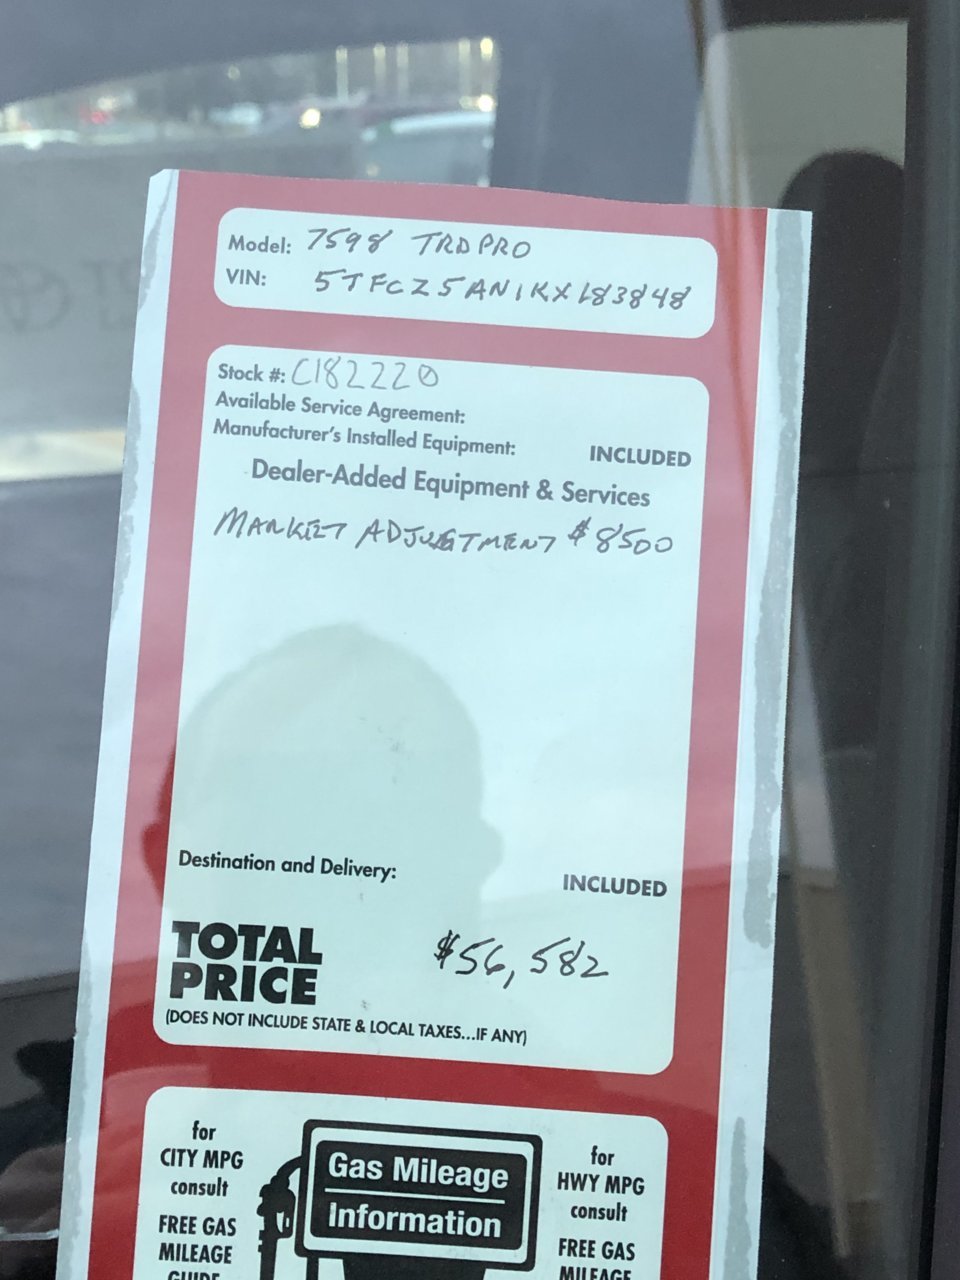 Model: 7598 TRD PRO
VIN: 5TFCZ5AN1KX183848
Stock #: C182220
Available Service Agreement:
Manufacturer's Installed Equipment: INCLUDED
Dealer-Added Equipment & Services
MARKET ADJUSTMENT $8500
Destination and Delivery: INCLUDED
TOTAL
PRICE $56,582
(DOES NOT INCLUDE STATE & LOCAL TAXES...IF ANY)
for
CITY MPG
consult
FREE GAS
MILEAGE
GUIDE
Gas Mileage
Information
for
HWY MPG
consult
FREE GAS
MILEAGE